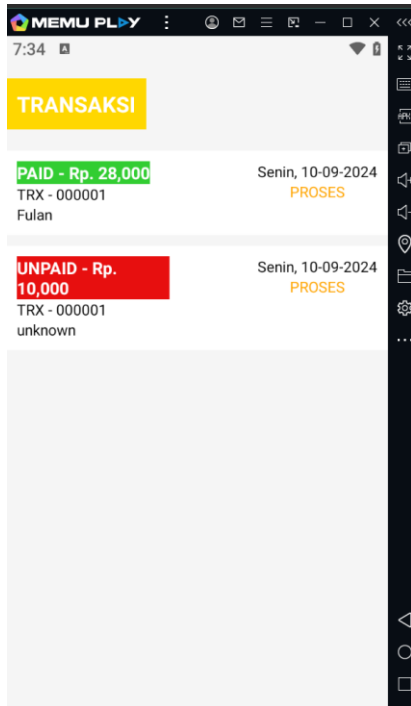 MEMU PLAY
7:34
TRANSAKSI
PAID - Rp. 28,000
Senin, 10-09-2024
TRX - 000001
PROSES
Fulan
UNPAID - Rp.
10,000
Senin, 10-09-2024
PROSES
TRX - 000001
unknown